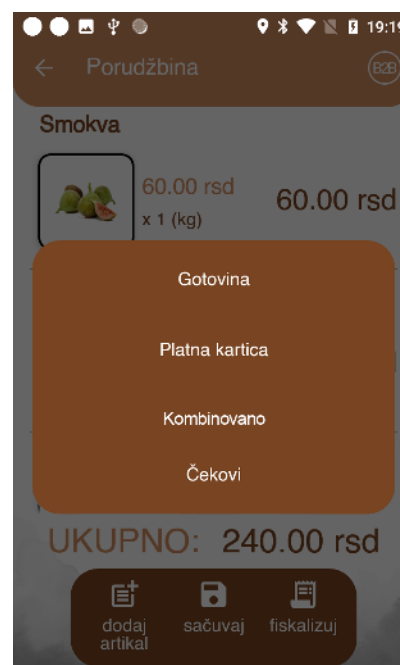 19:19
Porudžbina
B2B
Smokva
60.00 rsd
x 1 (kg)
60.00 rsd
Gotovina
Platna kartica
Kombinovano
Čekovi
UKUPNO: 240.00 rsd
dodaj
artikal
sačuvaj
fiskalizuj